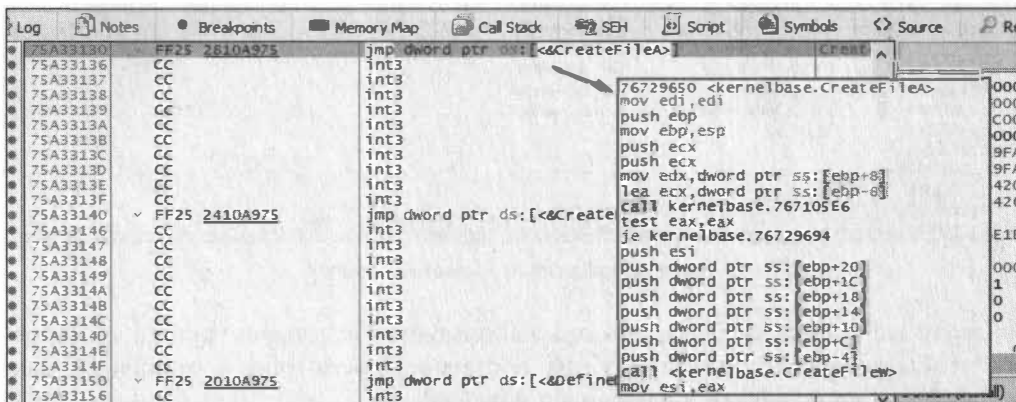 Log Notes Breakpoints Memory Map Call Stack SEH Script Symbols Source
75A33130 FF25 2810A975 jmp dword ptr ds:[<&CreateFileA>] Creat
75A33136 CC int3
75A33137 CC int3
75A33138 CC int3
75A33139 CC int3
75A3313A CC int3
75A3313B CC int3
75A3313C CC int3
75A3313D CC int3
75A3313E CC int3
75A3313F CC int3
75A33140 FF25 2410A975 jmp dword ptr ds:[<&Create
75A33146 CC int3
75A33147 CC int3
75A33148 CC int3
75A33149 CC int3
75A3314A CC int3
75A3314B CC int3
75A3314C CC int3
75A3314D CC int3
75A3314E CC int3
75A3314F CC int3
75A33150 FF25 2010A975 jmp dword ptr ds:[<&Define
75A33156 CC int3
76729650 <kernelbase.CreateFileA>
mov edi,edi
push ebp
mov ebp,esp
push ecx
push ecx
mov edx,dword ptr ss:[ebp+8]
lea ecx,dword ptr ss:[ebp-8]
call kernelbase.767105E6
test eax,eax
je kernelbase.76729694
push esi
push dword ptr ss:[ebp+20]
push dword ptr ss:[ebp+1C]
push dword ptr ss:[ebp+18]
push dword ptr ss:[ebp+14]
push dword ptr ss:[ebp+10]
push dword ptr ss:[ebp+C]
push dword ptr ss:[ebp-4]
call <kernelbase.CreateFileW>
mov esi,eax